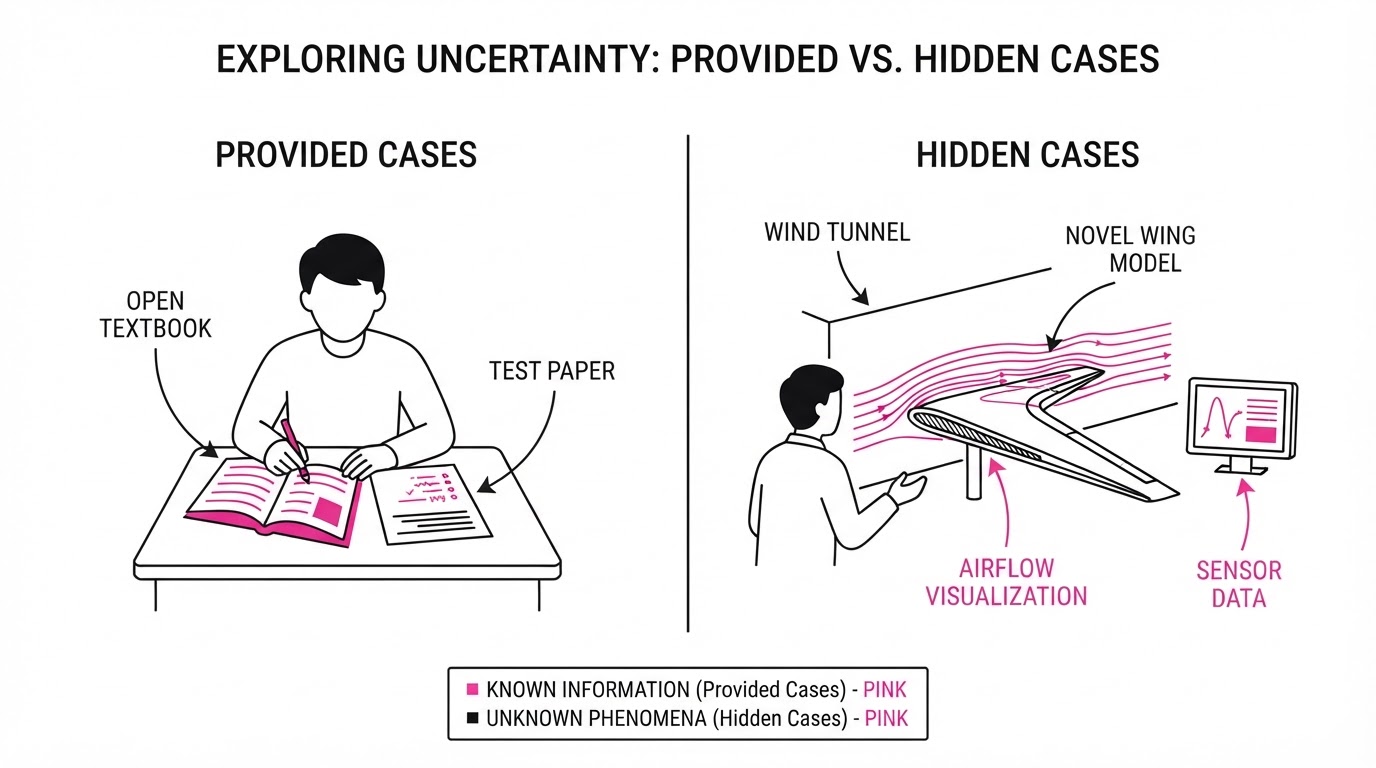 EXPLORING UNCERTAINTY: PROVIDED VS. HIDDEN CASES
PROVIDED CASES
OPEN
TEXTBOOK
TEST PAPER
HIDDEN CASES
WIND TUNNEL
NOVEL WING
MODEL
AIRFLOW
VISUALIZATION
SENSOR
DATA
KNOWN INFORMATION (Provided Cases) - PINK
UNKNOWN PHENOMENA (Hidden Cases) - PINK